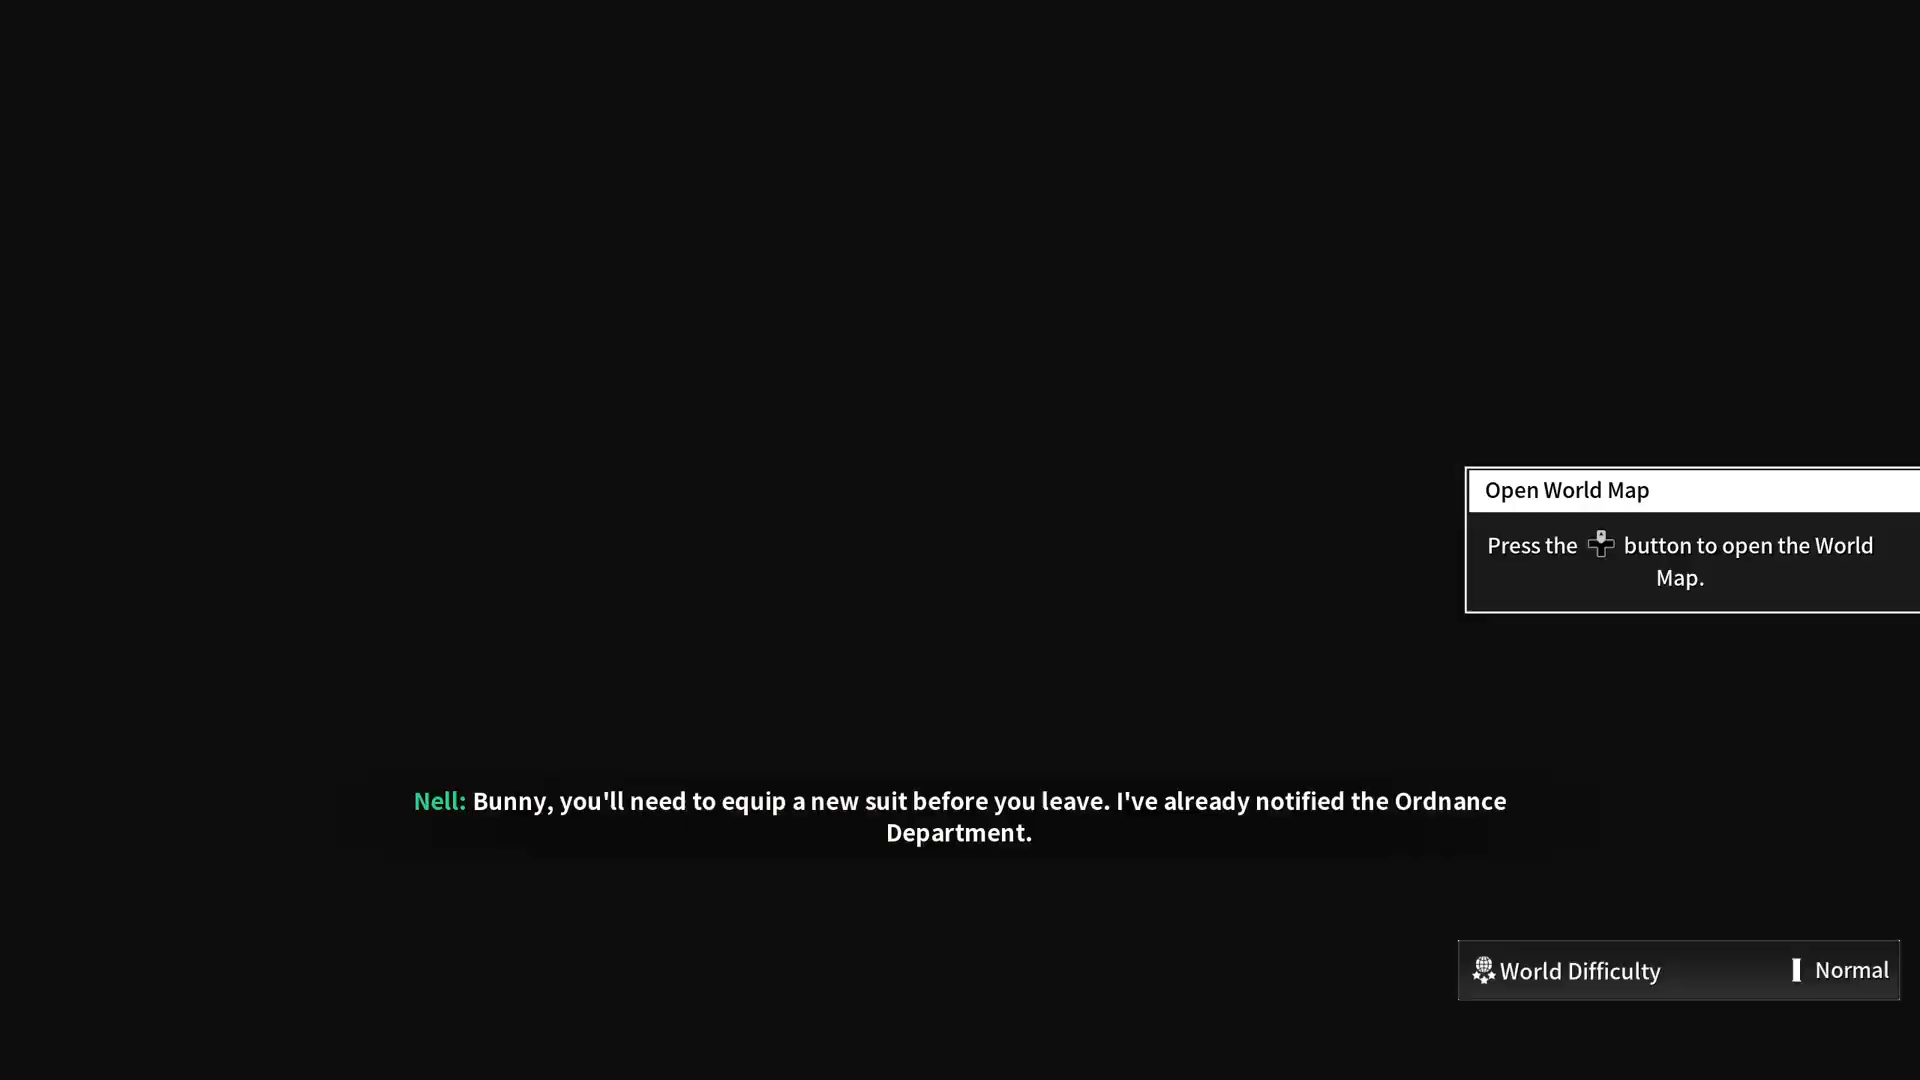 Open World Map
Press the button to open the World
Map.
Nell: Bunny, you'll need to equip a new suit before you leave. I've already notified the Ordnance
Department.
World Difficulty
Normal